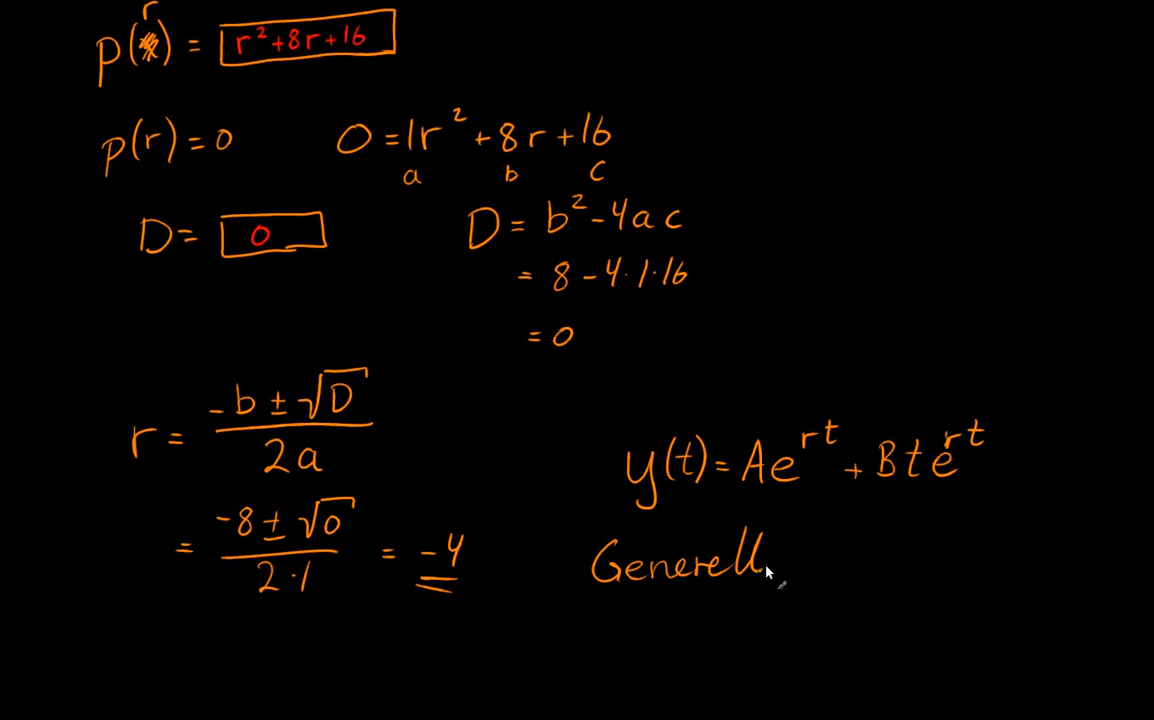 p(r) = r²+8r+16
p(r)=0 0 = 1r² + 8r + 16
a b c
D = 0 D = b² - 4ac
= 8 - 4·1·16
= 0
r = (-b ± √D) / 2a
y(t) = Ae^rt + Bte^rt
= (-8 ± √0) / 2·1 = -4
Generell